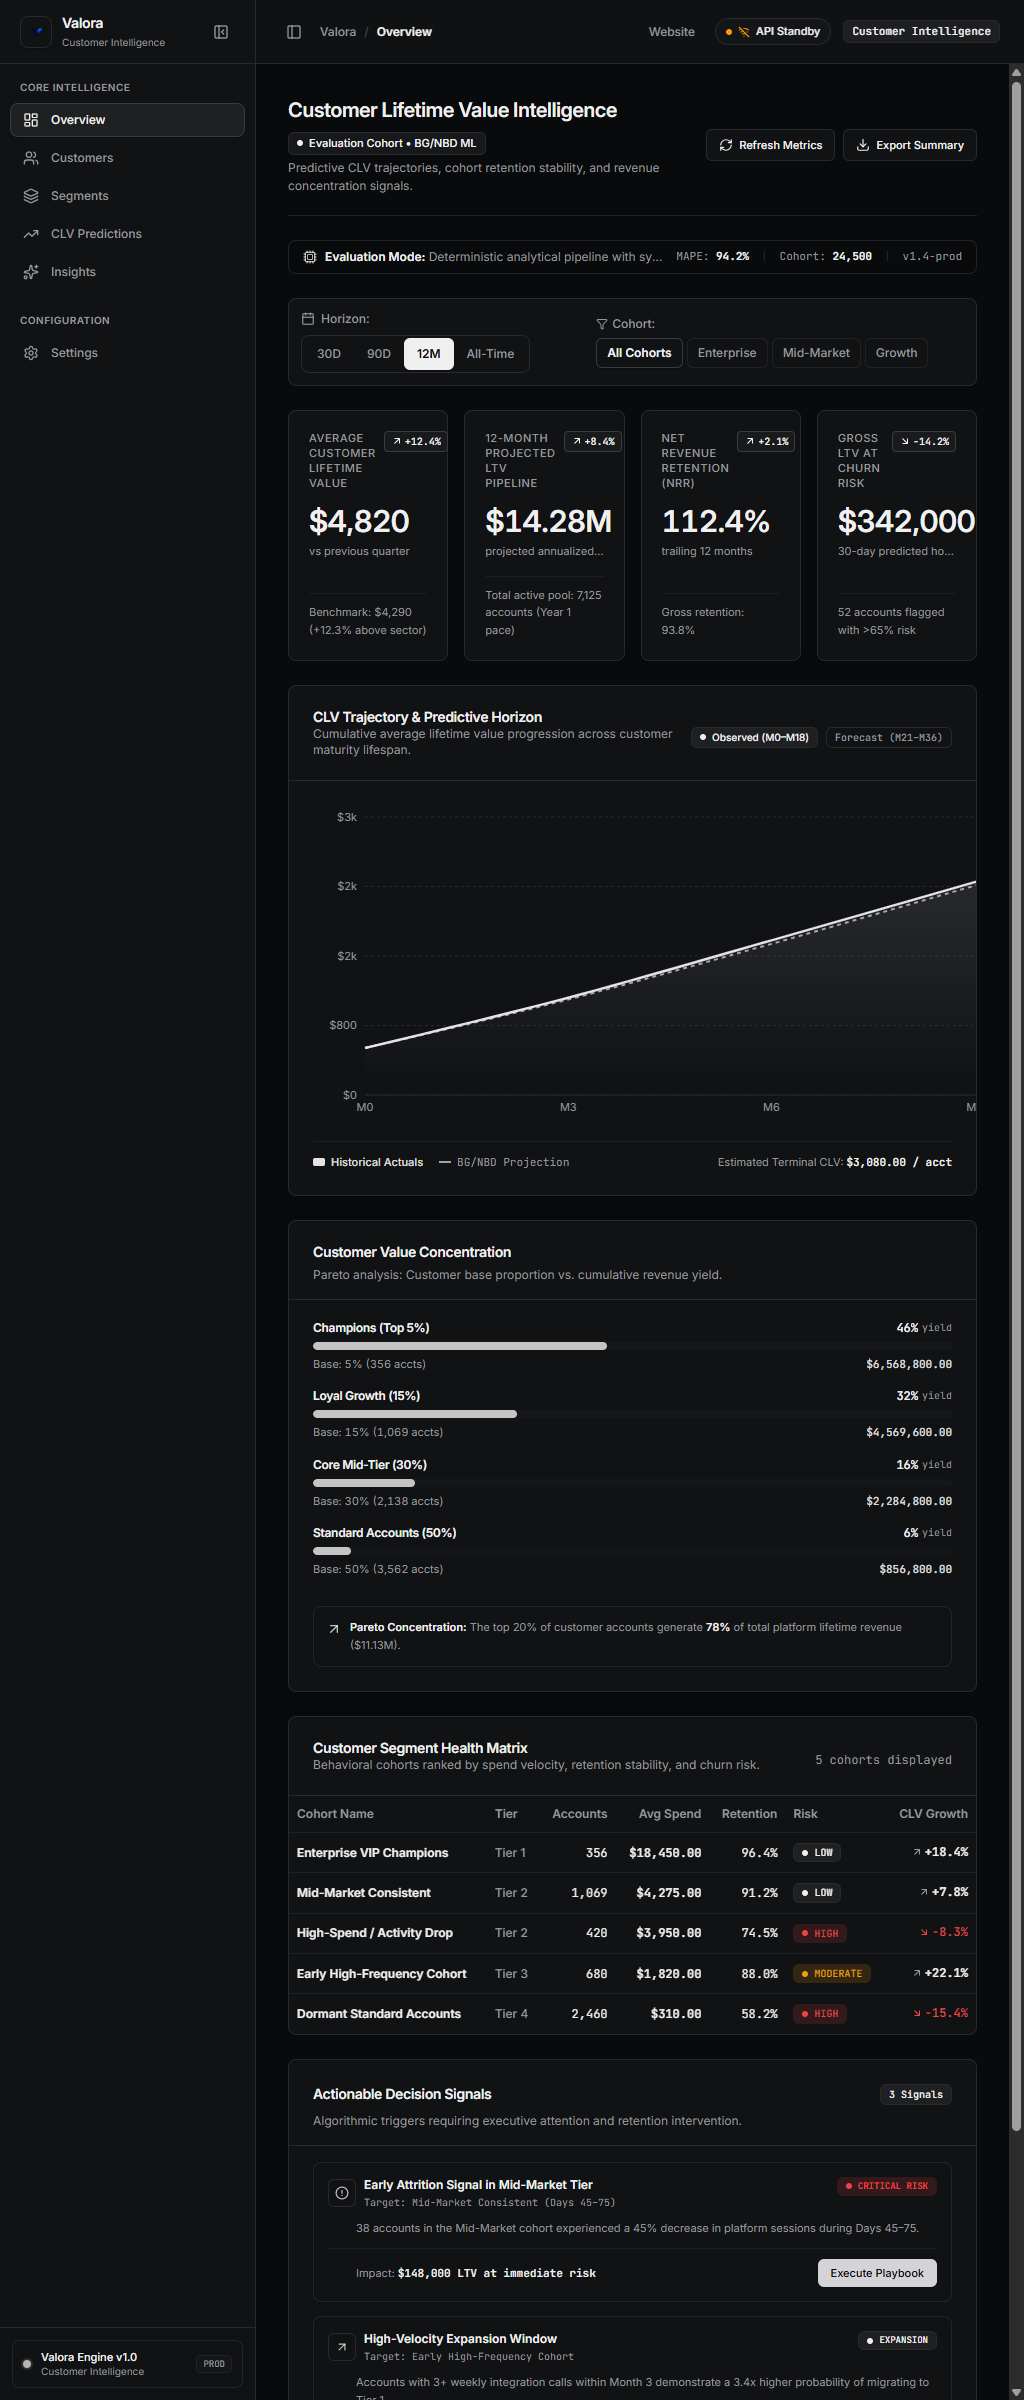 Valora
Customer Intelligence
Valora / Overview
Website
API Standby
Customer Intelligence
CORE INTELLIGENCE
Overview
Customers
Segments
CLV Predictions
Insights
CONFIGURATION
Settings
Valora Engine v1.0
Customer Intelligence
PROD
Customer Lifetime Value Intelligence
Evaluation Cohort • BG/NBD ML
Predictive CLV trajectories, cohort retention stability, and revenue
concentration signals.
Refresh Metrics
Export Summary
Evaluation Mode: Deterministic analytical pipeline with sy...
MAPE: 94.2%
Cohort: 24,500
v1.4-prod
Horizon:
30D
90D
12M
All-Time
Cohort:
All Cohorts
Enterprise
Mid-Market
Growth
AVERAGE
CUSTOMER
LIFETIME
VALUE
+12.4%
$4,820
vs previous quarter
Benchmark: $4,290
(+12.3% above sector)
12-MONTH
PROJECTED
LTV
PIPELINE
+8.4%
$14.28M
projected annualized...
Total active pool: 7,125
accounts (Year 1
pace)
NET
REVENUE
RETENTION
(NRR)
+2.1%
112.4%
trailing 12 months
Gross retention:
93.8%
GROSS
LTV AT
CHURN
RISK
-14.2%
$342,000
30-day predicted ho...
52 accounts flagged
with >65% risk
CLV Trajectory & Predictive Horizon
Cumulative average lifetime value progression across customer
maturity lifespan.
Observed (M0–M18)
Forecast (M21–M36)
$3k
$2k
$2k
$800
$0
M0
M3
M6
M
Historical Actuals
BG/NBD Projection
Estimated Terminal CLV: $3,080.00 / acct
Customer Value Concentration
Pareto analysis: Customer base proportion vs. cumulative revenue yield.
Champions (Top 5%)
46% yield
Base: 5% (356 accts)
$6,568,800.00
Loyal Growth (15%)
32% yield
Base: 15% (1,069 accts)
$4,569,600.00
Core Mid-Tier (30%)
16% yield
Base: 30% (2,138 accts)
$2,284,800.00
Standard Accounts (50%)
6% yield
Base: 50% (3,562 accts)
$856,800.00
Pareto Concentration: The top 20% of customer accounts generate 78% of total platform lifetime revenue
($11.13M).
Customer Segment Health Matrix
Behavioral cohorts ranked by spend velocity, retention stability, and churn risk.
5 cohorts displayed
Cohort Name Tier Accounts Avg Spend Retention Risk CLV Growth
Enterprise VIP Champions Tier 1 356 $18,450.00 96.4% LOW +18.4%
Mid-Market Consistent Tier 2 1,069 $4,275.00 91.2% LOW +7.8%
High-Spend / Activity Drop Tier 2 420 $3,950.00 74.5% HIGH -8.3%
Early High-Frequency Cohort Tier 3 680 $1,820.00 88.0% MODERATE +22.1%
Dormant Standard Accounts Tier 4 2,460 $310.00 58.2% HIGH -15.4%
Actionable Decision Signals
3 Signals
Algorithmic triggers requiring executive attention and retention intervention.
Early Attrition Signal in Mid-Market Tier
CRITICAL RISK
Target: Mid-Market Consistent (Days 45–75)
38 accounts in the Mid-Market cohort experienced a 45% decrease in platform sessions during Days 45–75.
Impact: $148,000 LTV at immediate risk
Execute Playbook
High-Velocity Expansion Window
EXPANSION
Target: Early High-Frequency Cohort
Accounts with 3+ weekly integration calls within Month 3 demonstrate a 3.4x higher probability of migrating to
Tier 1